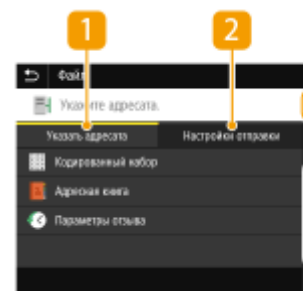 1 2
Файл
Укажите адресата.
Указать адресата Настройки отправки
Кодированный набор
Адресная книга
Параметры отзыва